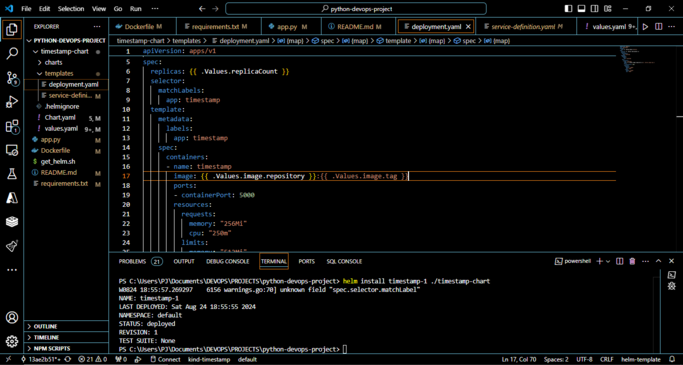 File Edit Selection View Go Run ...
python-devops-project
EXPLORER
Dockerfile M
requirements.txt M
app.py M
README.md M
deployment.yaml
service-definition.yaml M
values.yaml 9+, M
PYTHON-DEVOPS-PROJECT
timestamp-chart
charts
templates
deployment.yaml
service-defini... M
.helmignore
Chart.yaml 5, M
values.yaml 9+, M
app.py M
Dockerfile M
get_helm.sh
README.md M
requirements.txt M
OUTLINE
TIMELINE
NPM SCRIPTS
timestamp-chart > templates > deployment.yaml > {} (map) > spec > {} (map) > template > {} (map) > spec > {} (map)
1 apiVersion: apps/v1
5 spec:
6 replicas: {{ .Values.replicaCount }}
7 selector:
8 matchLabels:
9 app: timestamp
10 template:
11 metadata:
12 labels:
13 app: timestamp
14 spec:
15 containers:
16 - name: timestamp
17 image: {{ .Values.image.repository }}:{{ .Values.image.tag }}
18 ports:
19 - containerPort: 5000
20 resources:
21 requests:
22 memory: "256Mi"
23 cpu: "250m"
24 limits:
PROBLEMS 21 OUTPUT DEBUG CONSOLE TERMINAL PORTS SQL CONSOLE
powershell
PS C:\Users\PJ\Documents\DEVOPS\PROJECTS\python-devops-project> helm install timestamp-1 ./timestamp-chart
W0824 18:55:57.269297 6156 warnings.go:70] unknown field "spec.selector.matchLabel"
NAME: timestamp-1
LAST DEPLOYED: Sat Aug 24 18:55:55 2024
NAMESPACE: default
STATUS: deployed
REVISION: 1
TEST SUITE: None
PS C:\Users\PJ\Documents\DEVOPS\PROJECTS\python-devops-project>
13ae2b51*+ 21 0 0 Connect kind-timestamp default Ln 17, Col 70 Spaces: 2 UTF-8 CRLF helm-template